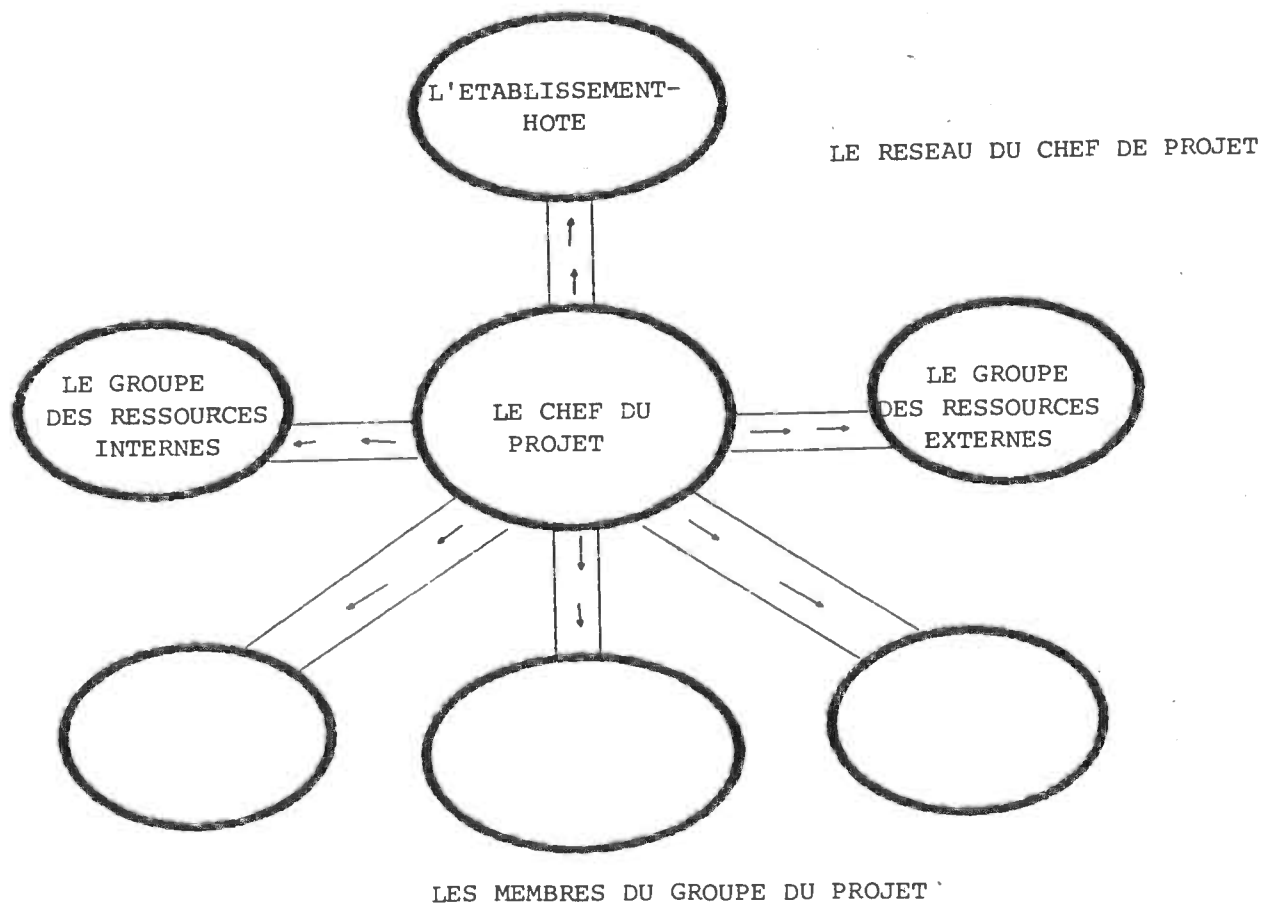 L'ETABLISSEMENT-
HOTE
LE RESEAU DU CHEF DE PROJET
LE GROUPE
DES RESSOURCES
INTERNES
LE CHEF DU
PROJET
LE GROUPE
DES RESSOURCES
EXTERNES
LES MEMBRES DU GROUPE DU PROJET